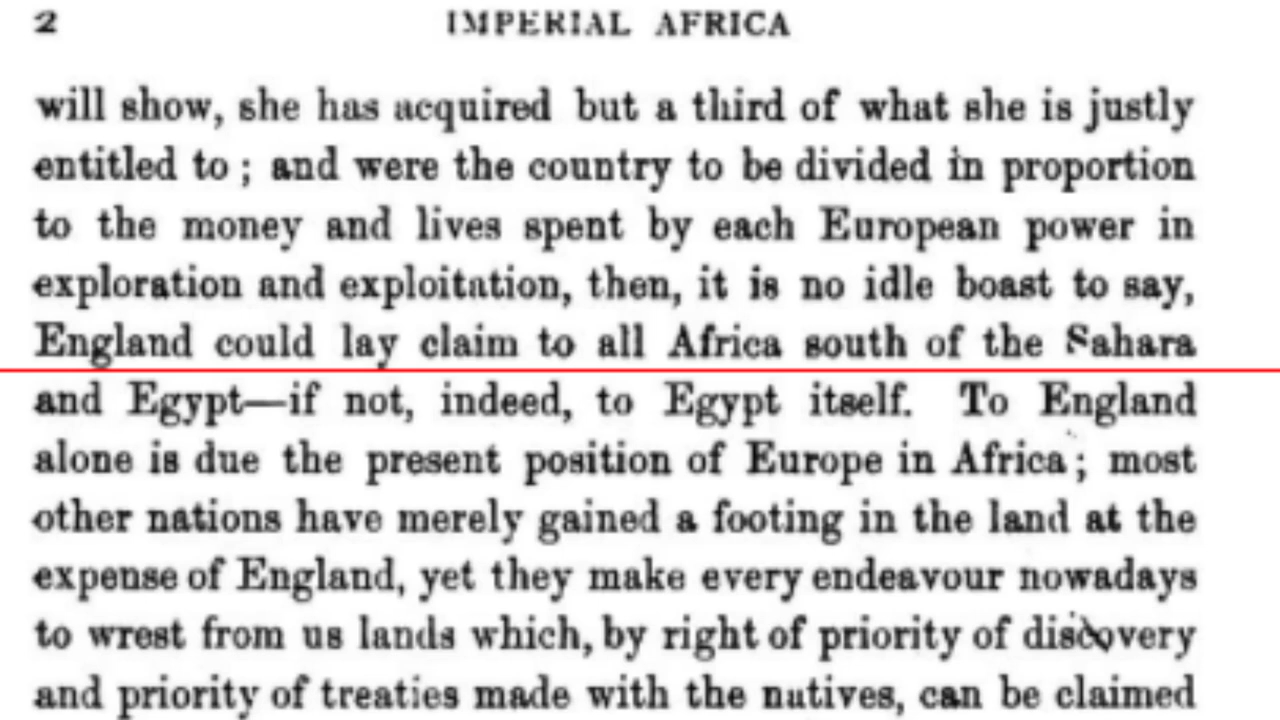 2 IMPERIAL AFRICA
will show, she has acquired but a third of what she is justly
entitled to ; and were the country to be divided in proportion
to the money and lives spent by each European power in
exploration and exploitation, then, it is no idle boast to say,
England could lay claim to all Africa south of the Sahara
and Egypt—if not, indeed, to Egypt itself. To England
alone is due the present position of Europe in Africa ; most
other nations have merely gained a footing in the land at the
expense of England, yet they make every endeavour nowadays
to wrest from us lands which, by right of priority of discovery
and priority of treaties made with the natives, can be claimed